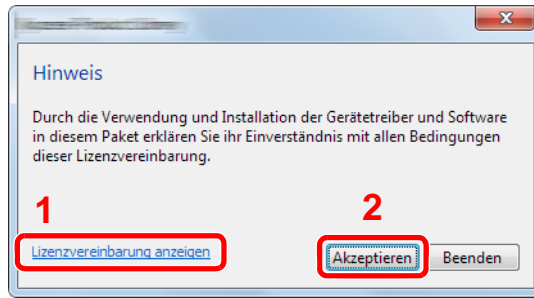 Hinweis
Durch die Verwendung und Installation der Gerätetreiber und Software
in diesem Paket erklären Sie ihr Einverständnis mit allen Bedingungen
dieser Lizenzvereinbarung.
1
2
Lizenzvereinbarung anzeigen
Akzeptieren
Beenden